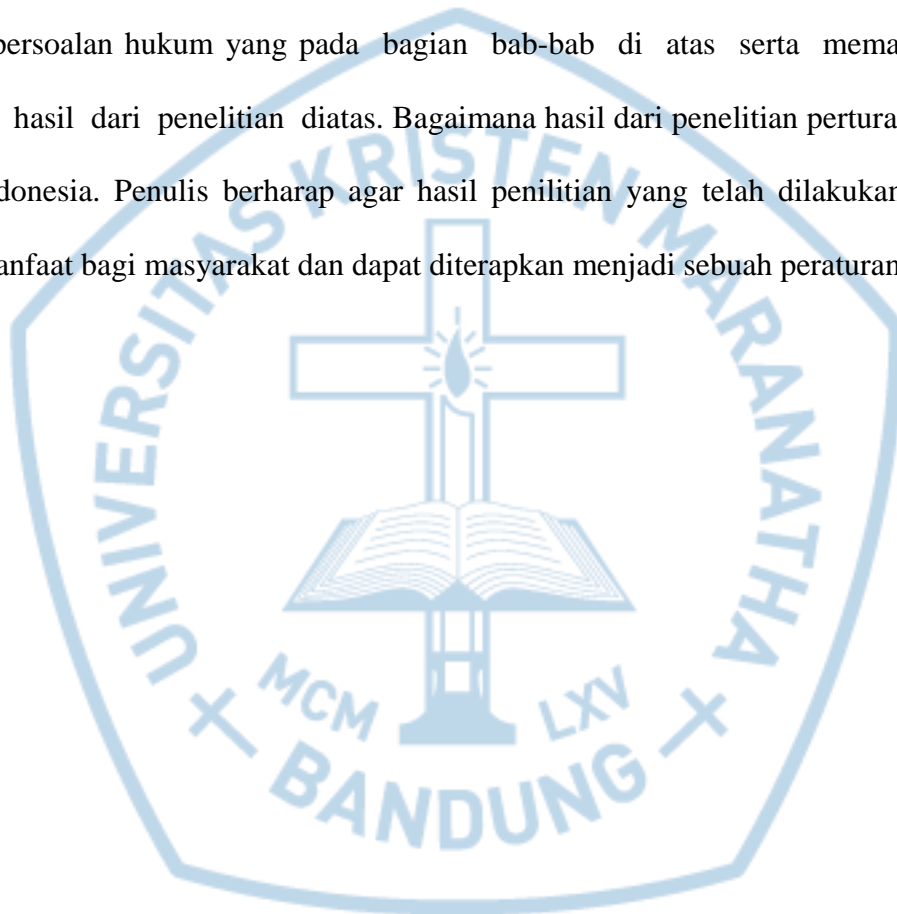 persoalan hukum yang pada bagian bab-bab di atas serta mema
hasil dari penelitian diatas. Bagaimana hasil dari penelitian pertura
donesia. Penulis berharap agar hasil penilitian yang telah dilakukan
anfaat bagi masyarakat dan dapat diterapkan menjadi sebuah peraturan
UNIVERSITAS KRISTEN MARANATHA
MCM LXV
+ BANDUNG +